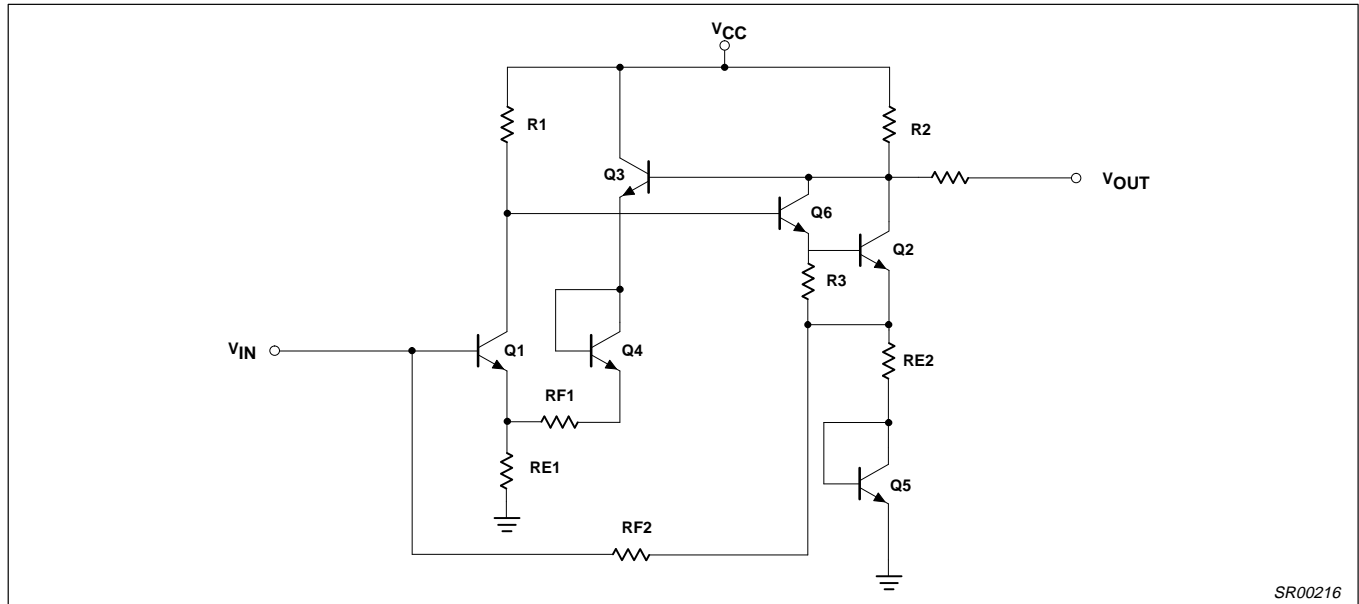 VCC
R1
R2
Q3
VOUT
Q6
Q2
R3
VIN
Q1
Q4
RE2
RF1
RE1
Q5
RF2
SR00216